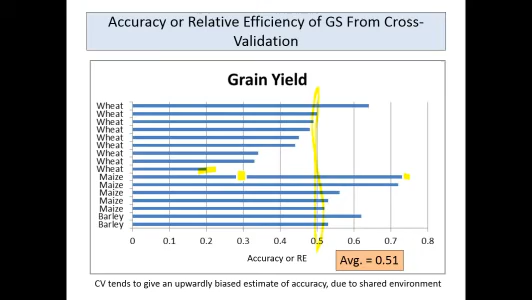 Accuracy or Relative Efficiency of GS From Cross-
Validation
Grain Yield
Wheat
Wheat
Wheat
Wheat
Wheat
Wheat
Wheat
Wheat
Wheat
Maize
Maize
Maize
Maize
Maize
Barley
Barley
0 0.1 0.2 0.3 0.4 0.5 0.6 0.7 0.8
Accuracy or RE
Avg. = 0.51
CV tends to give an upwardly biased estimate of accuracy, due to shared environment